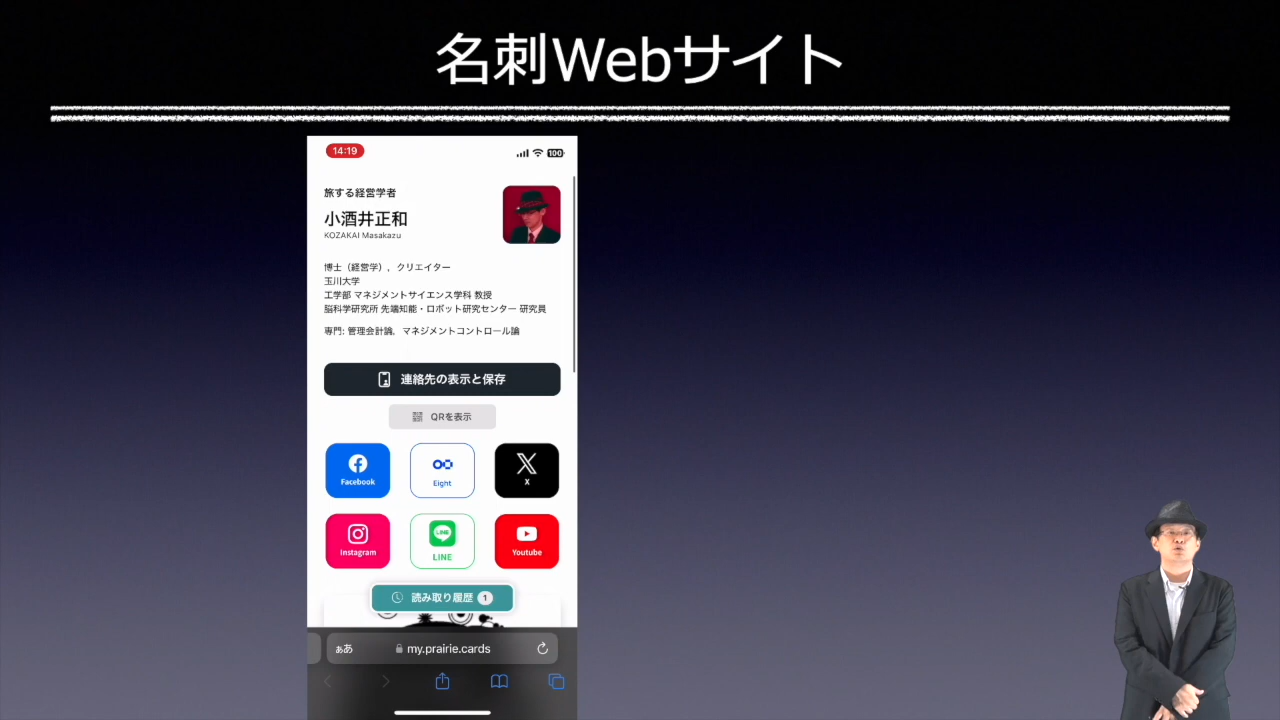 名刺Webサイト
14:19
100
旅する経営学者
小酒井正和
KOZAKAI Masakazu
博士（経営学）, クリエイター
玉川大学
工学部 マネジメントサイエンス学科 教授
脳科学研究所 先端知能・ロボット研究センター 研究員
専門: 管理会計論, マネジメントコントロール論
連絡先の表示と保存
QRを表示
Facebook
Eight
X
Instagram
LINE
LINE
Youtube
読み取り履歴 1
ぁあ my.prairie.cards